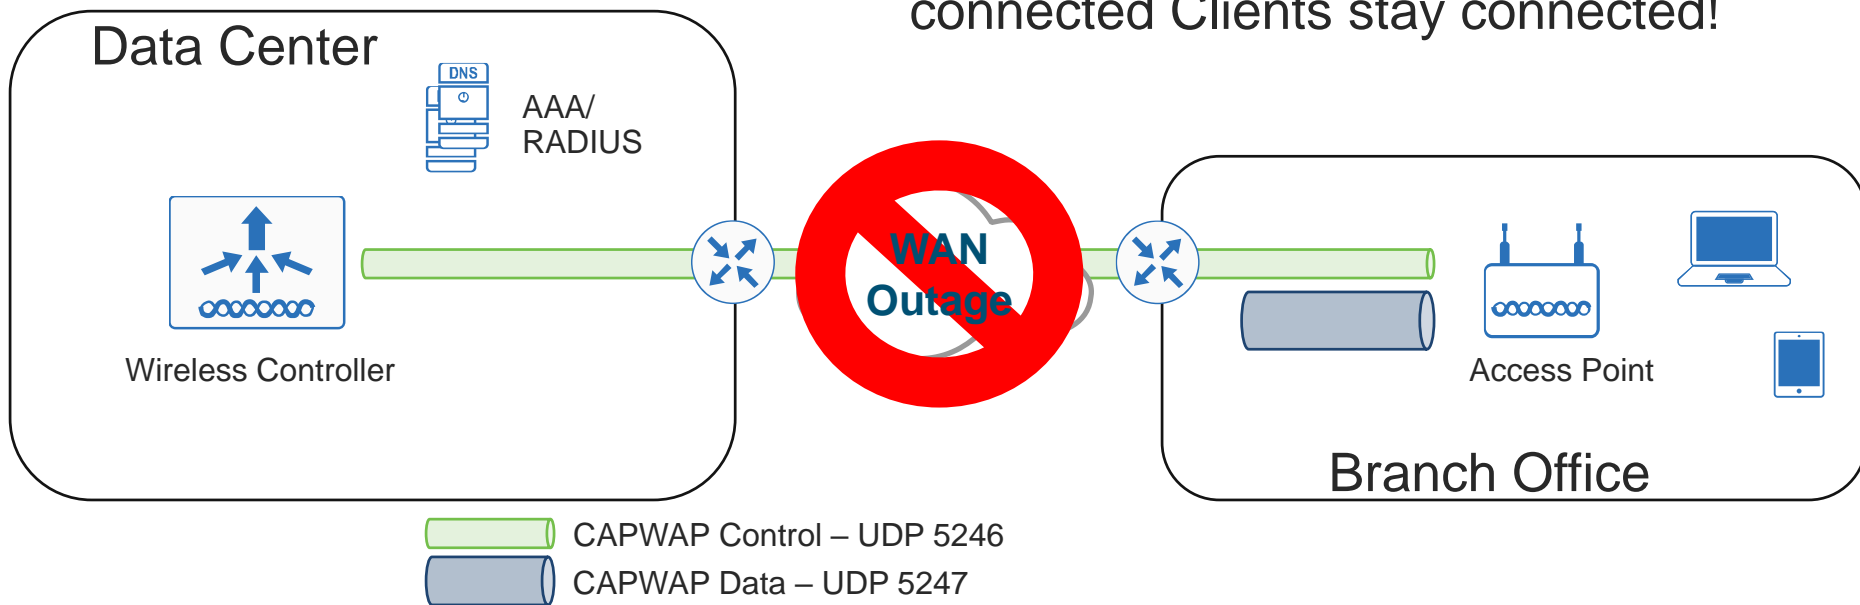 connected Clients stay connected!
Data Center
DNS
AAA/
RADIUS
WAN
Outage
Wireless Controller
Access Point
Branch Office
CAPWAP Control – UDP 5246
CAPWAP Data – UDP 5247